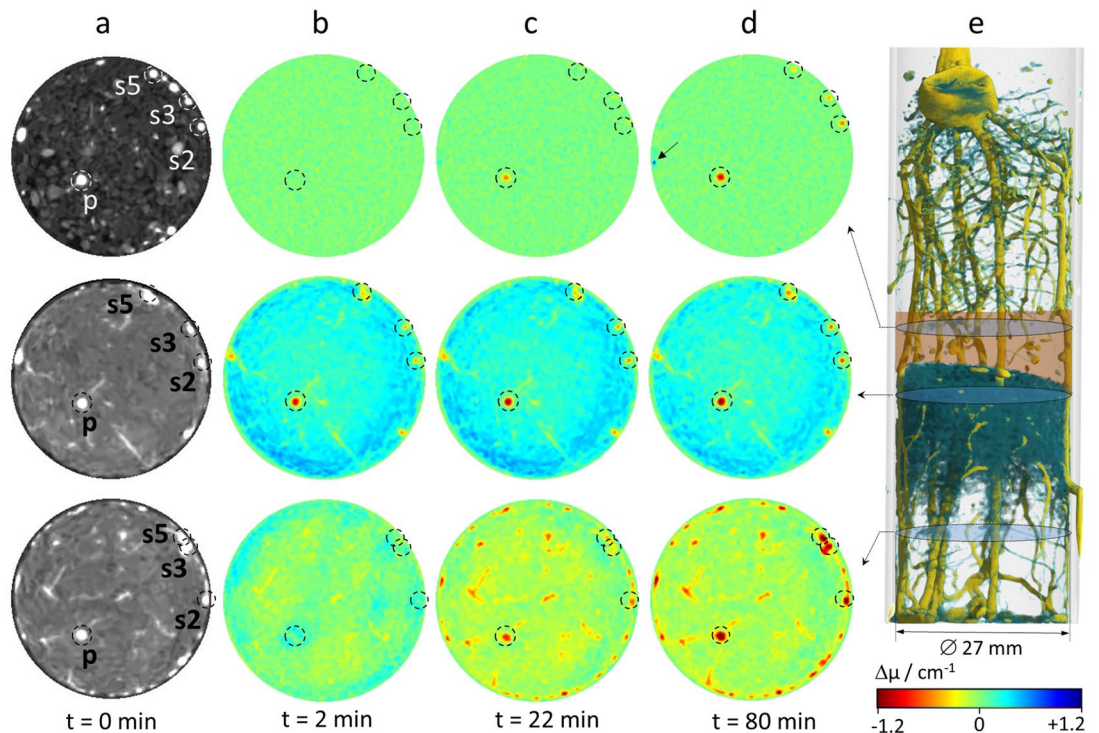 a b c d e
s5
s3
s2
p
s5
s3
s2
p
s5
s3
s2
p
t = 0 min t = 2 min t = 22 min t = 80 min
∅ 27 mm
Δμ / cm⁻¹
-1.2 0 +1.2